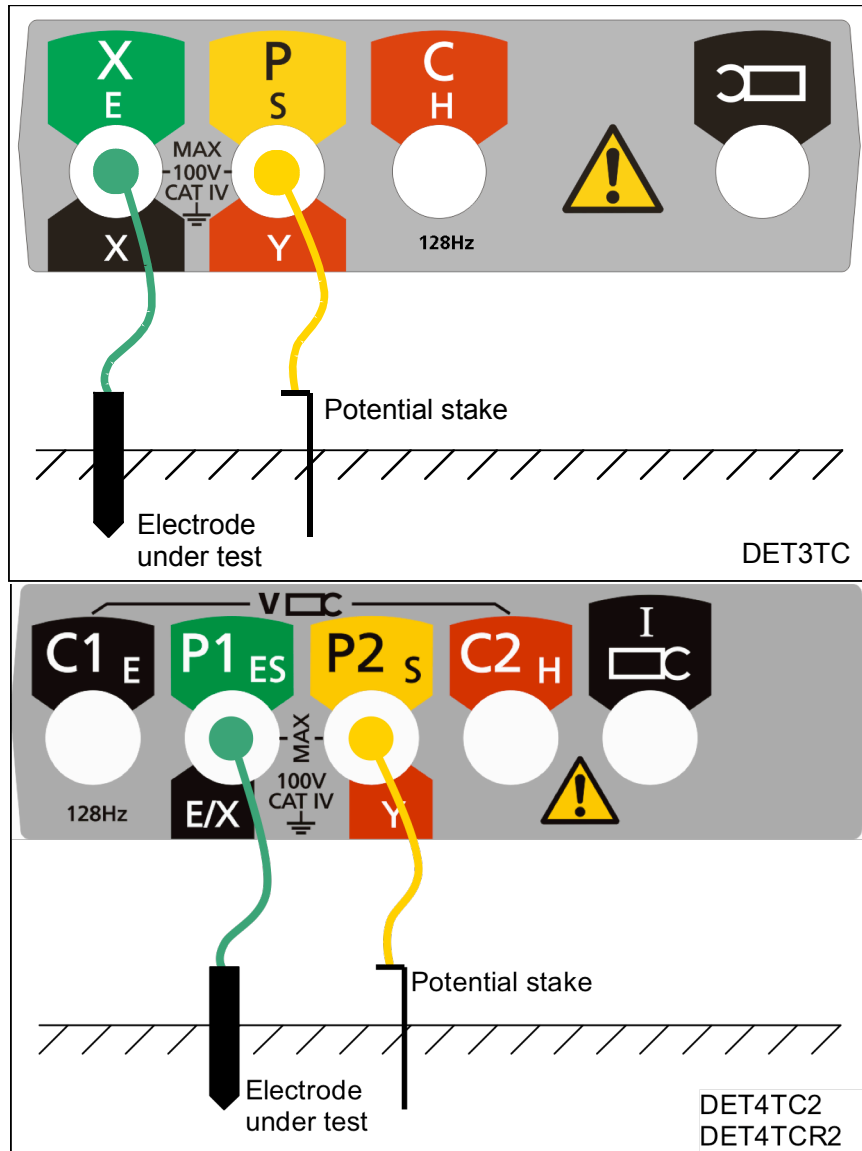 X
E
P
S
C
H
MAX
100V
CAT IV
X
Y
128Hz
Potential stake
Electrode
under test
DET3TC
V C
C1 E
P1 ES
P2 S
C2 H
I
MAX
100V
CAT IV
128Hz
E/X
Y
Potential stake
Electrode
under test
DET4TC2
DET4TCR2